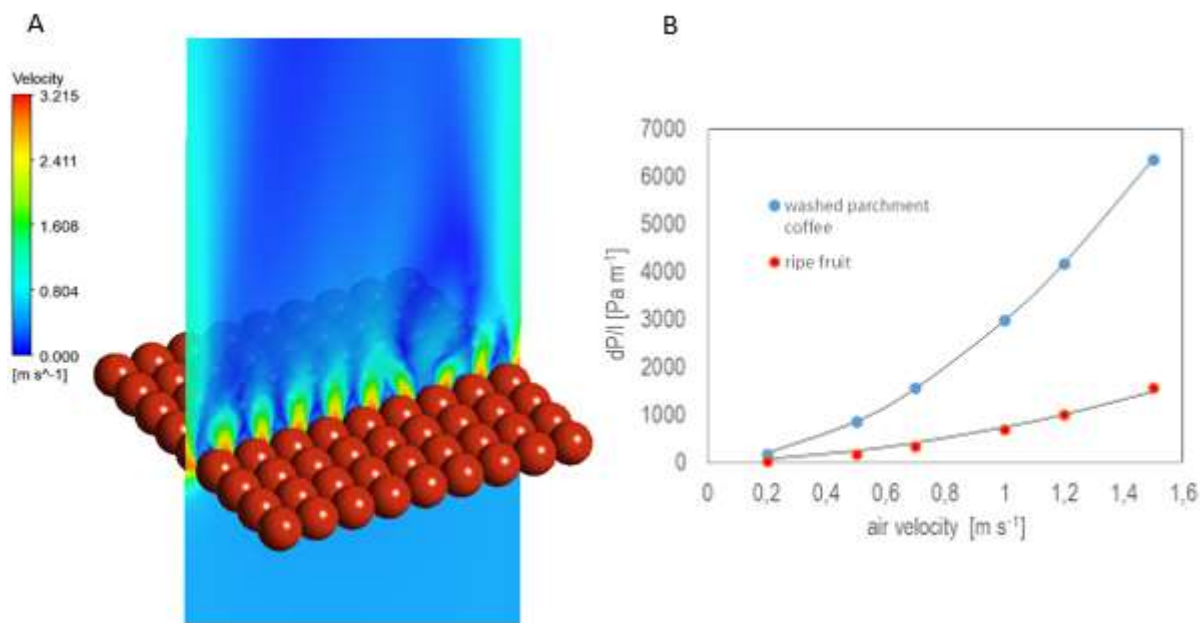 A
Velocity
3.215
2.411
1.608
0.804
0.000
[m s^-1]
B
7000
6000
5000
4000
3000
2000
1000
0
dP/l [Pa m⁻¹]
washed parchment
coffee
ripe fruit
0 0,2 0,4 0,6 0,8 1 1,2 1,4 1,6
air velocity [m s⁻¹]